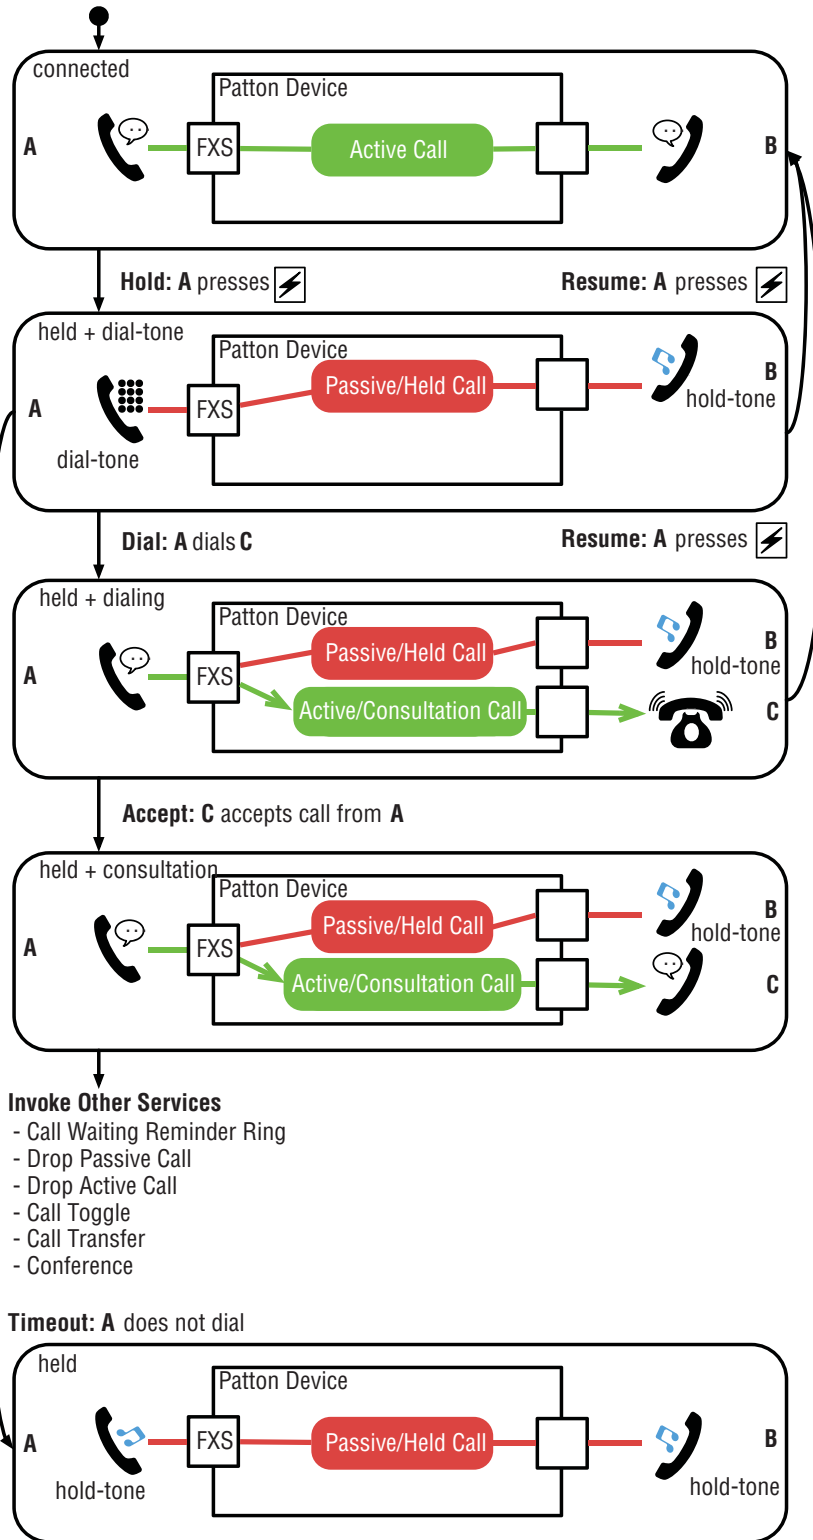 connected
Patton Device
A
FXS
Active Call
B
Hold: A presses
Resume: A presses
held + dial-tone
Patton Device
Passive/Held Call
B
hold-tone
A
FXS
dial-tone
Dial: A dials C
Resume: A presses
held + dialing
Patton Device
Passive/Held Call
B
hold-tone
A
FXS
Active/Consultation Call
C
Accept: C accepts call from A
held + consultation
Patton Device
Passive/Held Call
B
hold-tone
A
FXS
Active/Consultation Call
C
Invoke Other Services
- Call Waiting Reminder Ring
- Drop Passive Call
- Drop Active Call
- Call Toggle
- Call Transfer
- Conference
Timeout: A does not dial
held
Patton Device
A
FXS
Passive/Held Call
B
hold-tone
hold-tone